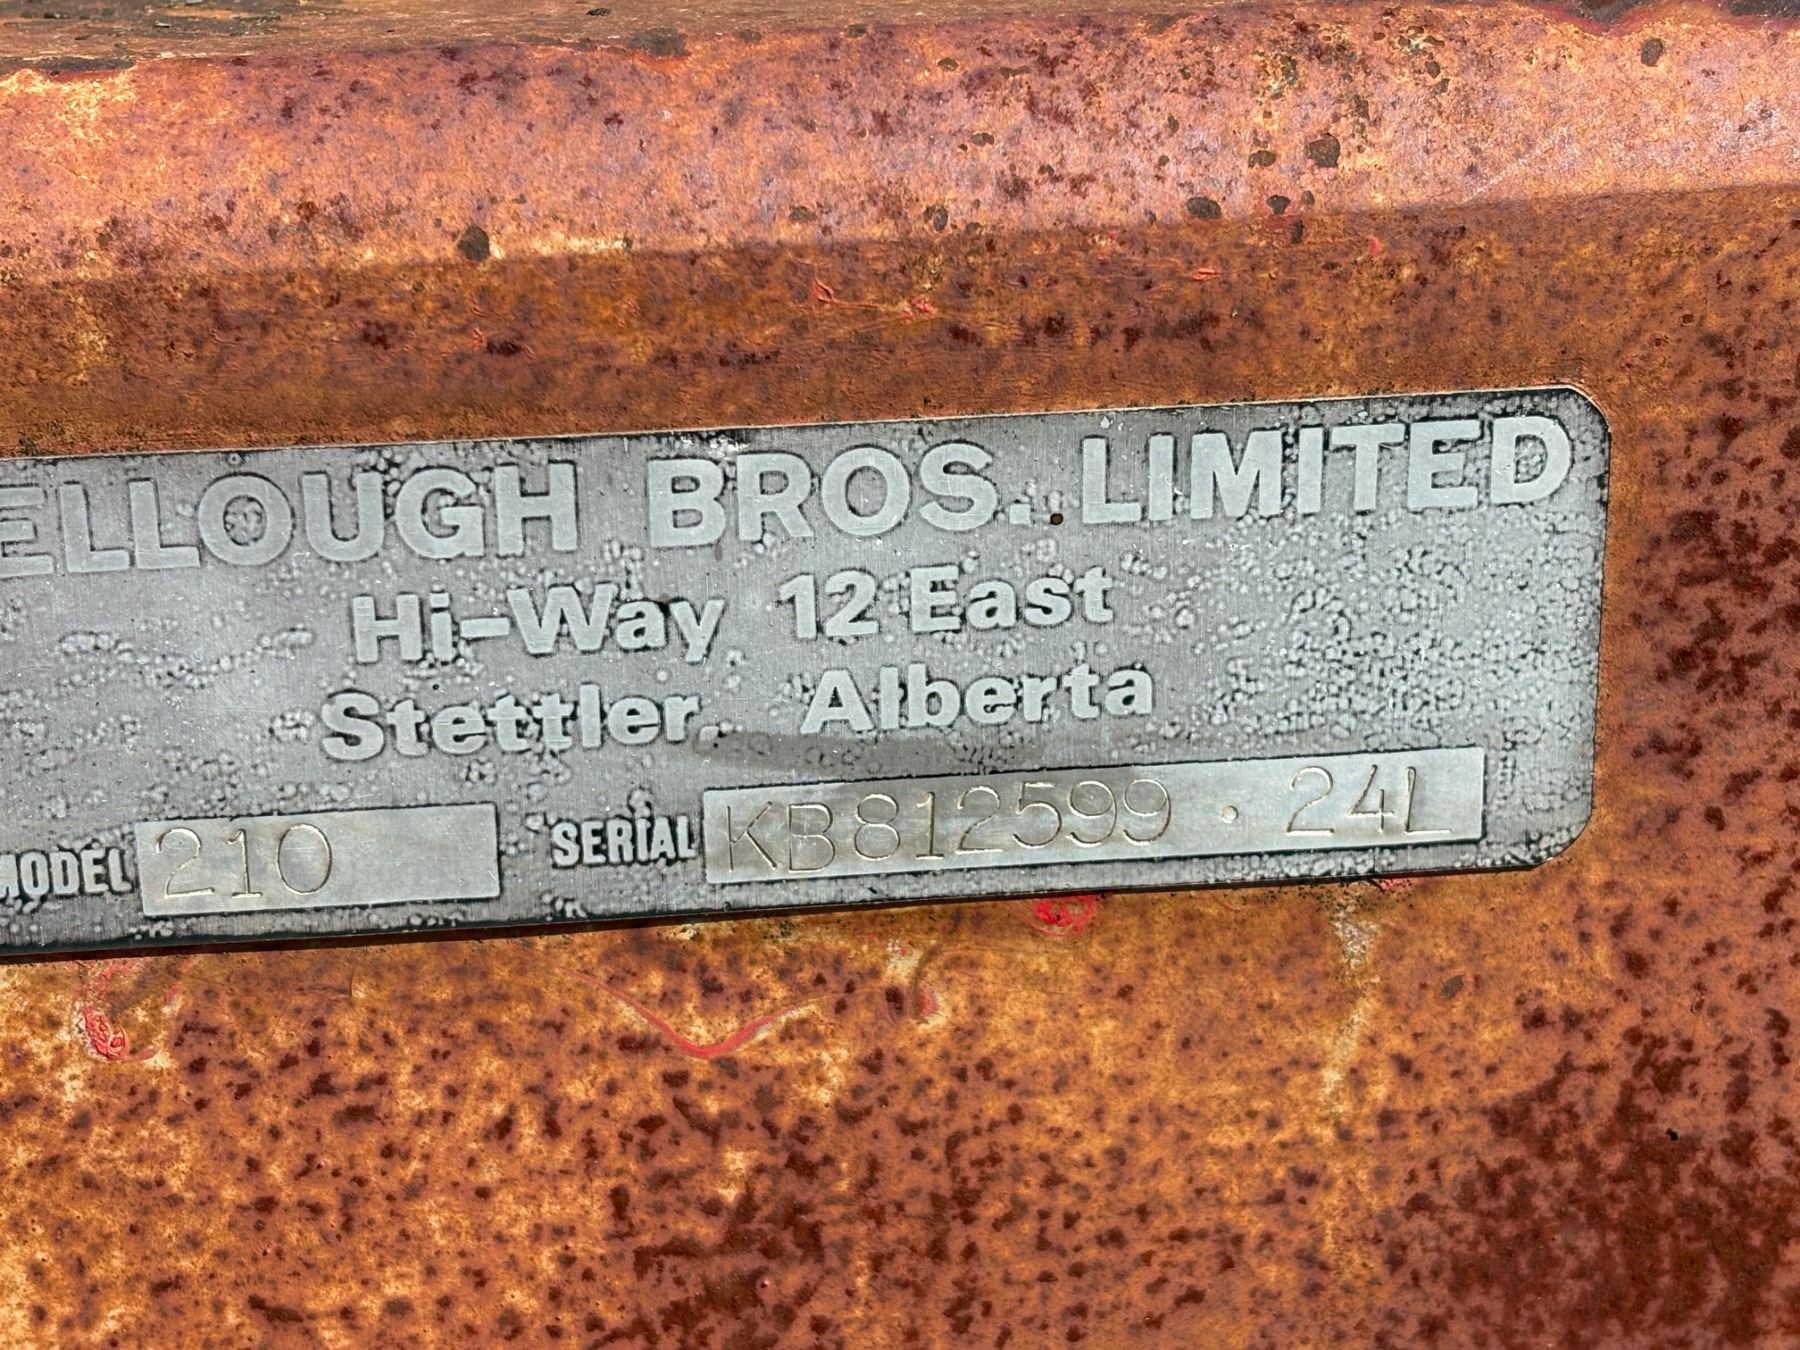 ELLOUGH BROS. LIMITED
Hi-Way 12 East
Stettler, Alberta
MODEL 210 SERIAL KB812599 · 24L